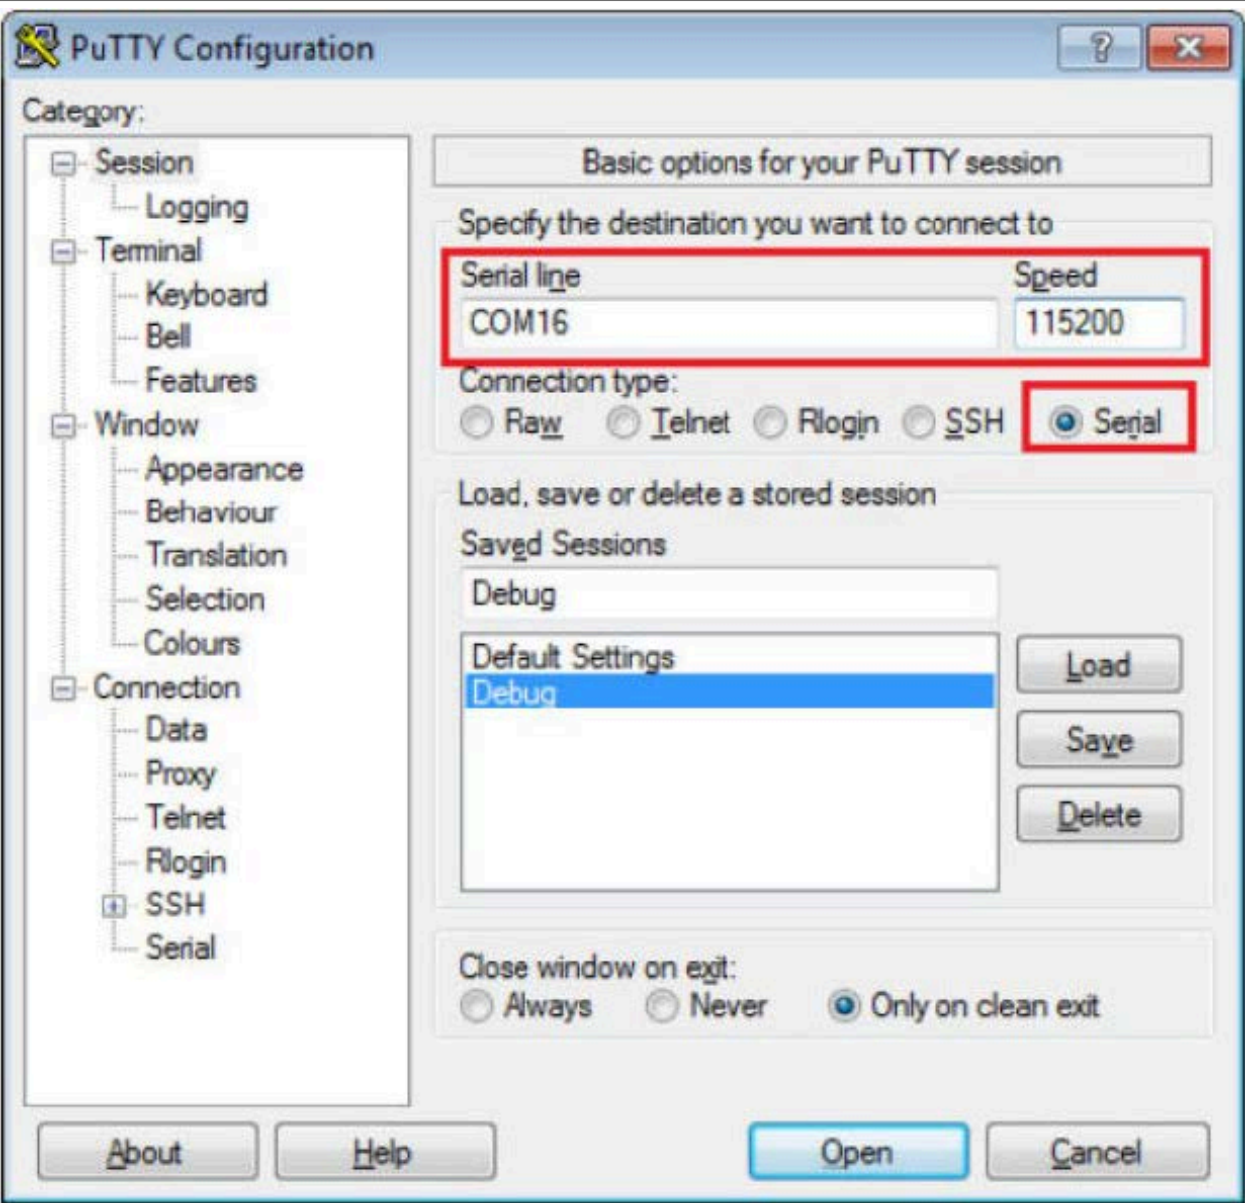 PuTTY Configuration
?
Category:
Session
Logging
Terminal
Keyboard
Bell
Features
Window
Appearance
Behaviour
Translation
Selection
Colours
Connection
Data
Proxy
Telnet
Rlogin
SSH
Serial
Basic options for your PuTTY session
Specify the destination you want to connect to
Serial line Speed
COM16 115200
Connection type:
Raw Telnet Rlogin SSH Serial
Load, save or delete a stored session
Saved Sessions
Debug
Default Settings
Debug
Load
Save
Delete
Close window on exit:
Always Never Only on clean exit
About Help Open Cancel